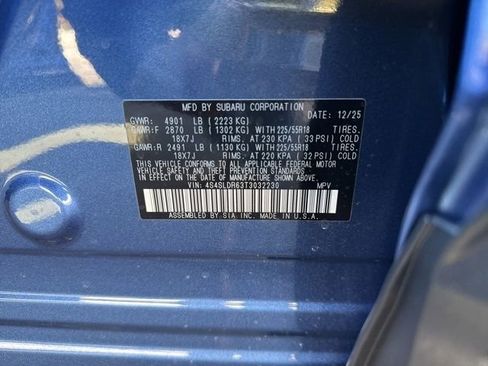 MFD BY SUBARU CORPORATION DATE: 12/25
GVWR: 4901 LB (2223 KG)
GAWR:F 2870 LB (1302 KG) WITH 225/55R18 TIRES.
18X7J RIMS. AT 230 KPA (33 PSI) COLD
GAWR:R 2491 LB (1130 KG) WITH 225/55R18 TIRES.
18X7J RIMS. AT 220 KPA (32 PSI) COLD
THIS VEHICLE CONFORMS TO ALL APPLICABLE FEDERAL MOTOR
VEHICLE SAFETY AND THEFT PREVENTION STANDARDS
IN EFFECT ON THE DATE OF MANUFACTURE SHOWN ABOVE.
VIN: 4S4SLDR63T3032230 MPV
ASSEMBLED BY SIA INC. MADE IN U.S.A.